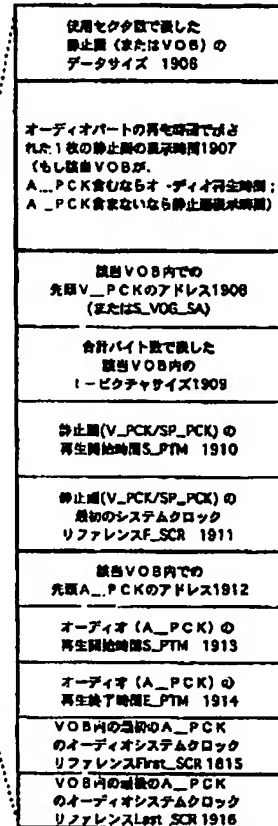 使用セクタ数で表した
静止画（またはVOB）の
データサイズ 1906
オーディオパートの再生時間で示さ
れた1枚の静止画の表示時間1907
（もし該当VOBが、
A_PCK含むならオ-ディオ再生時間；
A_PCK含まないなら静止画表示時間）
該当VOB内での
先頭V_PCKのアドレス1908
(またはS_VOG_SA)
合計バイト数で表した
該当VOB内の
I-ピクチャサイズ1909
静止画(V_PCK/SP_PCK)の
再生開始時間S_PTM 1910
静止画(V_PCK/SP_PCK)の
最初のシステムクロック
リファレンスF_SCR 1911
該当VOB内での
先頭A_PCKのアドレス1912
オーディオ（A_PCK）の
再生開始時間S_PTM 1913
オーディオ（A_PCK）の
再生終了時間E_PTM 1914
VOB内の最初のA_PCK
のオーディオシステムクロック
リファレンスFirst_SCR 1915
VOB内の最後のA_PCK
のオーディオシステムクロック
リファレンスLast_SCR 1916